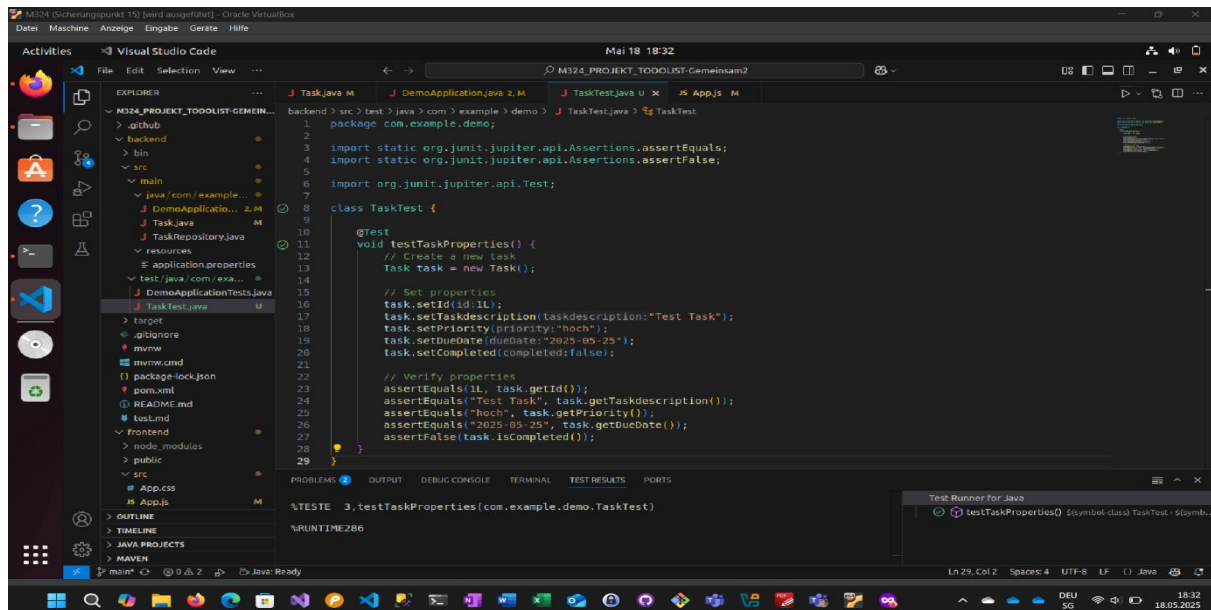 M324 (Sicherungspunkt 15) [wird ausgeführt] - Oracle VirtualBox
Datei Maschine Anzeige Eingabe Geräte Hilfe
Activities Visual Studio Code Mai 18 18:32
File Edit Selection View ··· M324_PROJEKT_TODOLIST-Gemeinsam2
EXPLORER ···
M324_PROJEKT_TODOLIST-GEMEIN...
> .github
backend
> bin
src
main
java/com/example...
J DemoApplicatio... 2, M
J Task.java M
J TaskRepository.java
resources
application.properties
test/java/com/exa...
J DemoApplicationTests.java
J TaskTest.java U
> target
.gitignore
mvnw
mvnw.cmd
{} package-lock.json
pom.xml
README.md
test.md
frontend
> node_modules
> public
src
# App.css
JS App.js M
> OUTLINE
> TIMELINE
> JAVA PROJECTS
> MAVEN
J Task.java M J DemoApplication.java 2, M J TaskTest.java U × JS App.js M
backend > src > test > java > com > example > demo > J TaskTest.java > TaskTest
1 package com.example.demo;
2
3 import static org.junit.jupiter.api.Assertions.assertEquals;
4 import static org.junit.jupiter.api.Assertions.assertFalse;
5
6 import org.junit.jupiter.api.Test;
7
8 class TaskTest {
9
10 @Test
11 void testTaskProperties() {
12 // Create a new task
13 Task task = new Task();
14
15 // Set properties
16 task.setId(id:1L);
17 task.setTaskdescription(taskdescription:"Test Task");
18 task.setPriority(priority:"hoch");
19 task.setDueDate(dueDate:"2025-05-25");
20 task.setCompleted(completed:false);
21
22 // Verify properties
23 assertEquals(1L, task.getId());
24 assertEquals("Test Task", task.getTaskdescription());
25 assertEquals("hoch", task.getPriority());
26 assertEquals("2025-05-25", task.getDueDate());
27 assertFalse(task.isCompleted());
28 }
29 }
PROBLEMS 2 OUTPUT DEBUG CONSOLE TERMINAL TEST RESULTS PORTS
%TESTE 3,testTaskProperties(com.example.demo.TaskTest)
%RUNTIME286
Test Runner for Java
testTaskProperties() $(symbol-class) TaskTest < $(symb...
main* 0 2 Java: Ready Ln 29, Col 2 Spaces: 4 UTF-8 LF {} Java
DEU
SG
18:32
18.05.2025